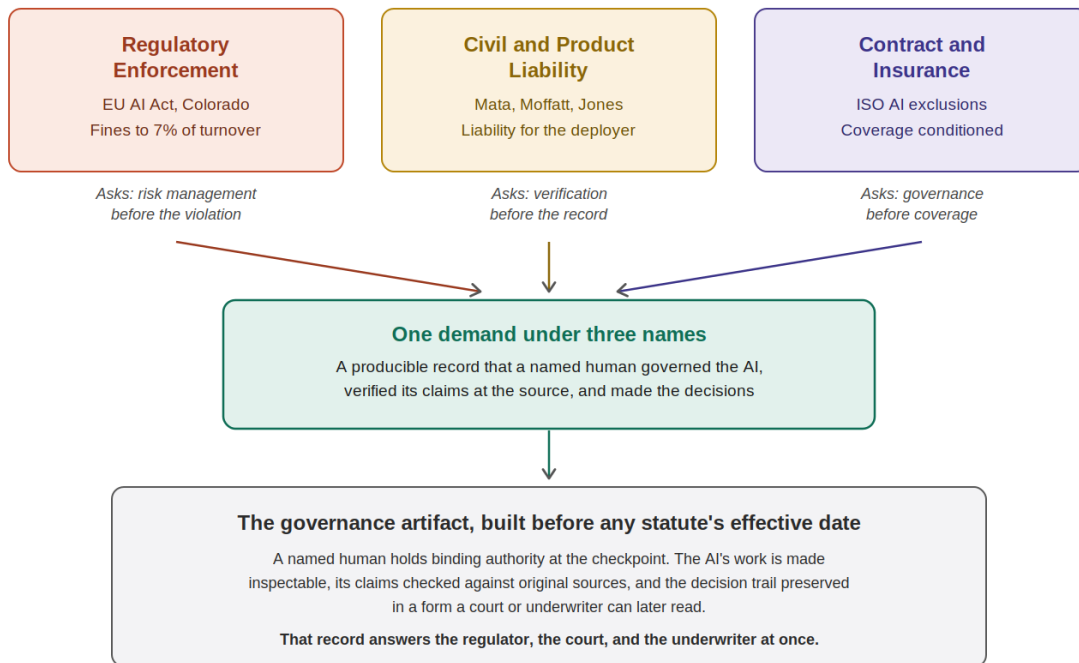 Regulatory
Enforcement
EU AI Act, Colorado
Fines to 7% of turnover
Asks: risk management
before the violation
Civil and Product
Liability
Mata, Moffatt, Jones
Liability for the deployer
Asks: verification
before the record
Contract and
Insurance
ISO AI exclusions
Coverage conditioned
Asks: governance
before coverage
One demand under three names
A producible record that a named human governed the AI,
verified its claims at the source, and made the decisions
The governance artifact, built before any statute's effective date
A named human holds binding authority at the checkpoint. The AI's work is made
inspectable, its claims checked against original sources, and the decision trail preserved
in a form a court or underwriter can later read.
That record answers the regulator, the court, and the underwriter at once.